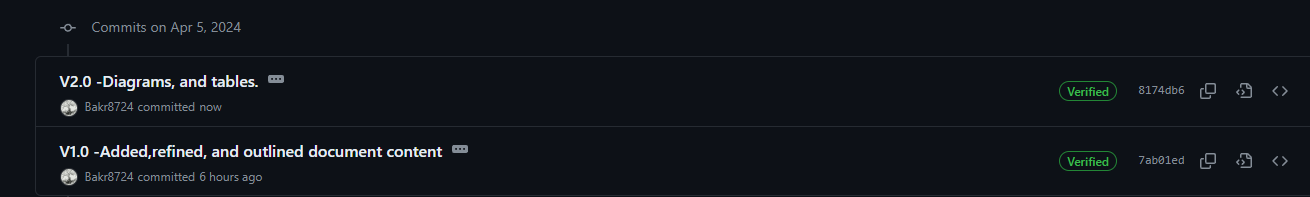 Commits on Apr 5, 2024
V2.0 -Diagrams, and tables.
Verified 8174db6
Bakr8724 committed now
V1.0 -Added,refined, and outlined document content
Verified 7ab01ed
Bakr8724 committed 6 hours ago